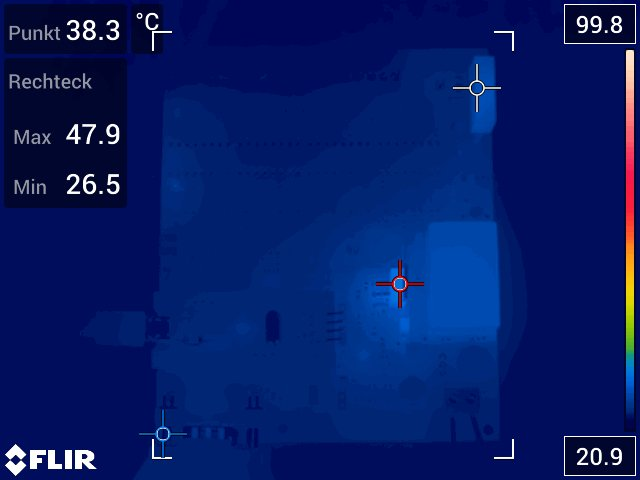 Punkt 38.3 °C
99.8
Rechteck
Max 47.9
Min 26.5
FLIR
20.9